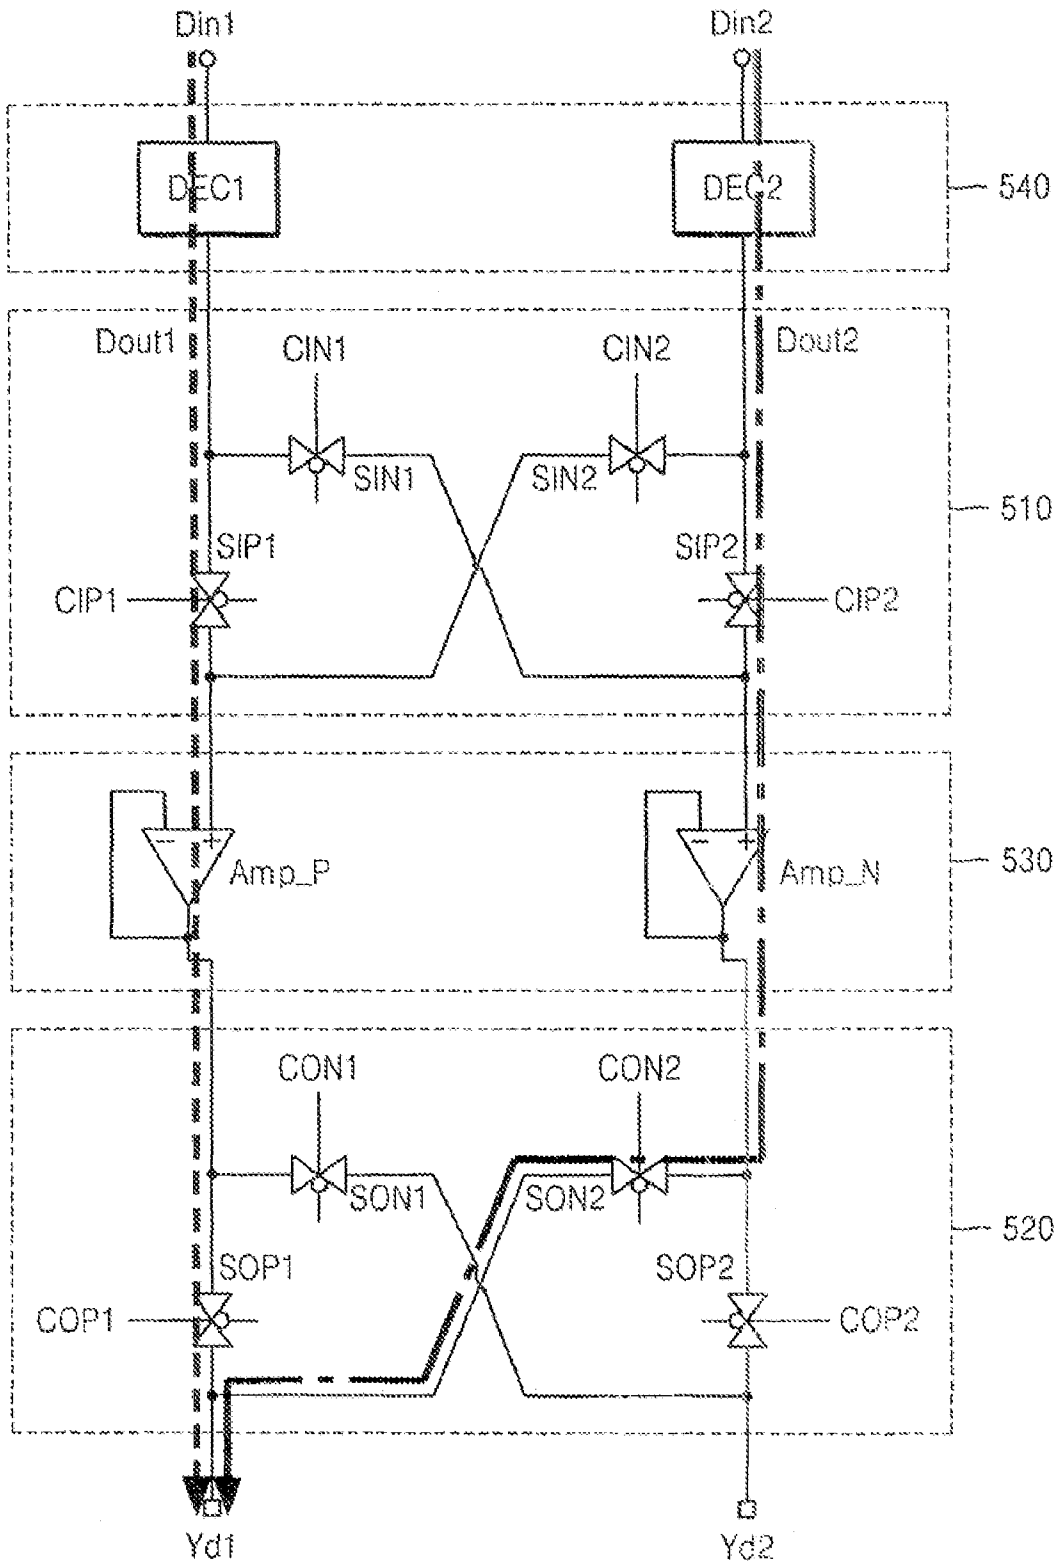 Din1 Din2
DEC1 DEC2 540
Dout1 Dout2
CIN1 CIN2
SIN1 SIN2
510
SIP1 SIP2
CIP1 CIP2
- + - +
Amp_P Amp_N
530
CON1 CON2
SON1 SON2
520
SOP1 SOP2
COP1 COP2
Yd1 Yd2